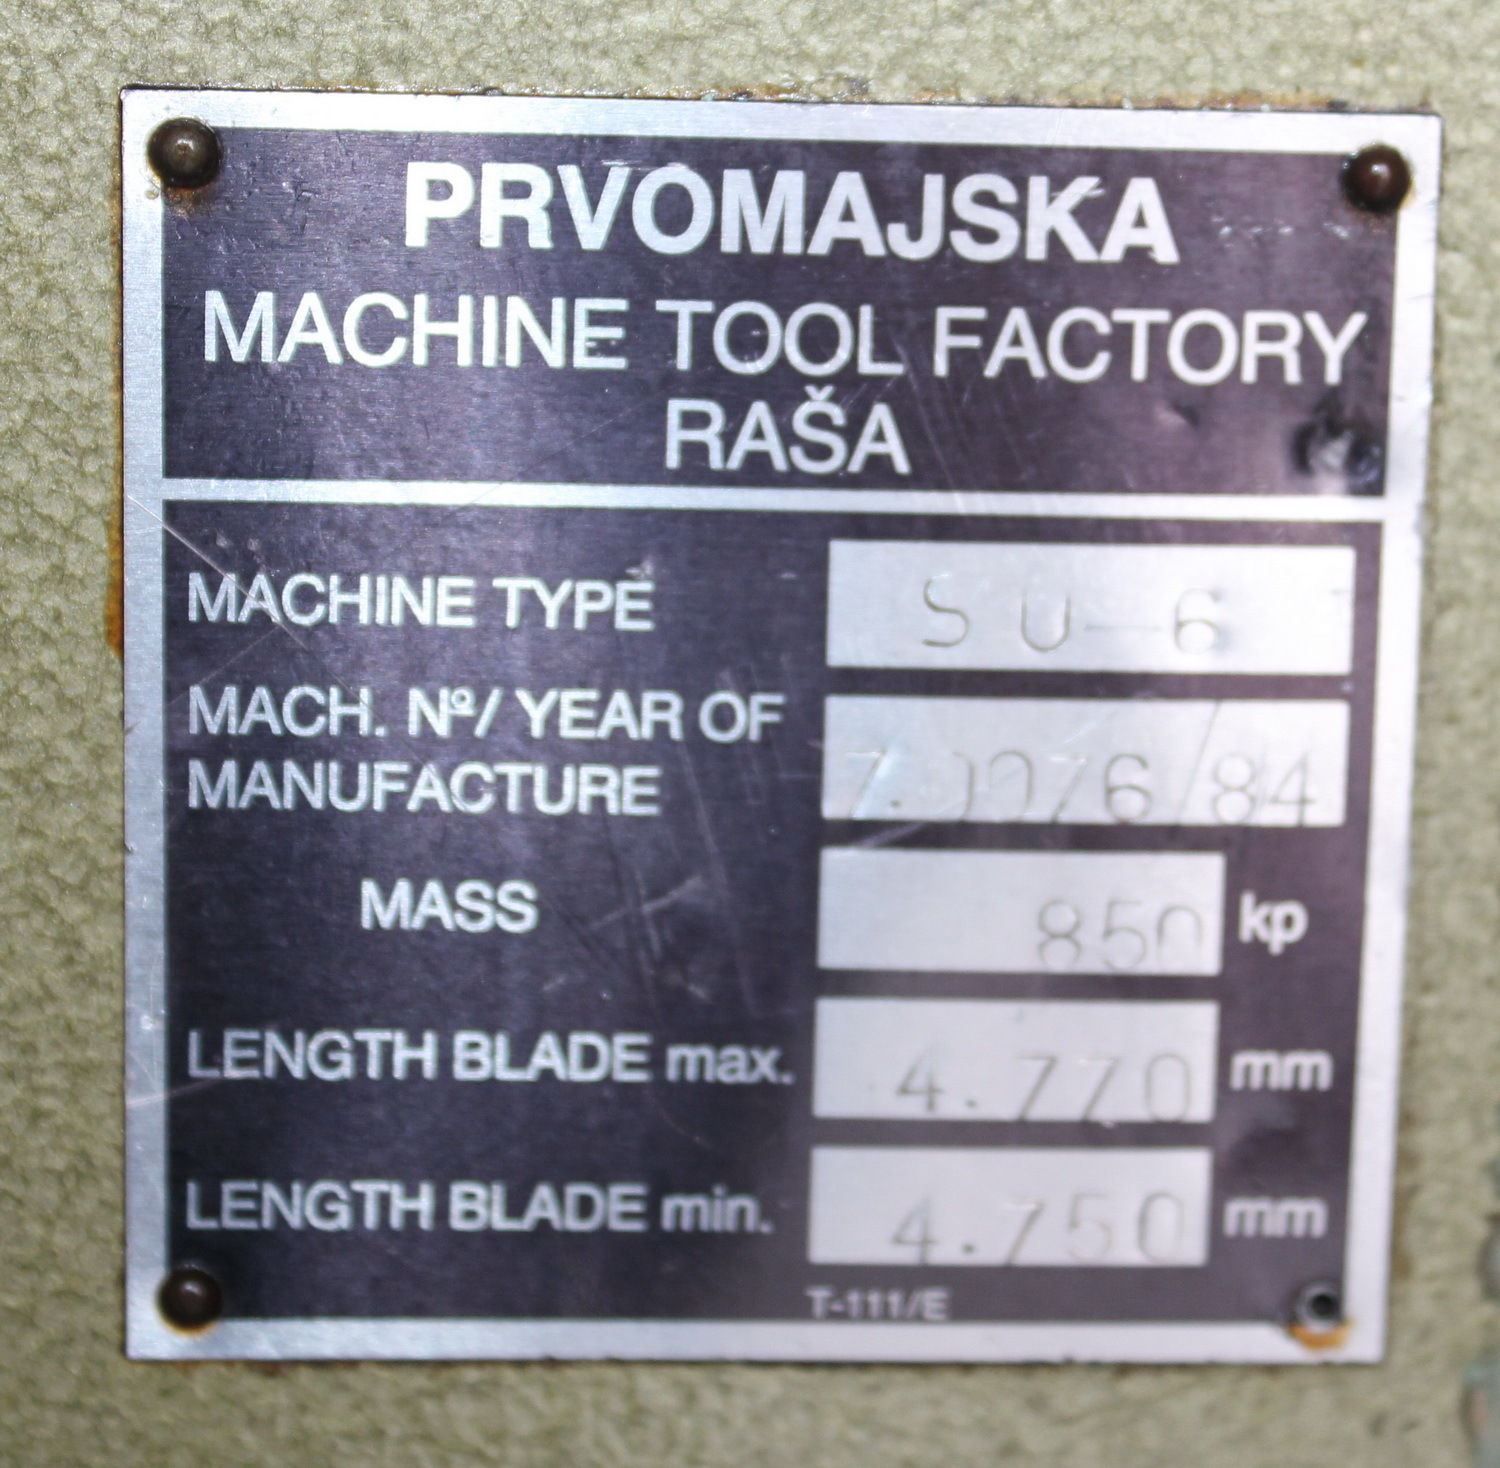 PRVOMAJSKA
MACHINE TOOL FACTORY
RAŠA
MACHINE TYPE SU-6
MACH. Nº/ YEAR OF
MANUFACTURE 7.0076/84
MASS 850 kp
LENGTH BLADE max. 4.770 mm
LENGTH BLADE min. 4.750 mm
T-111/E